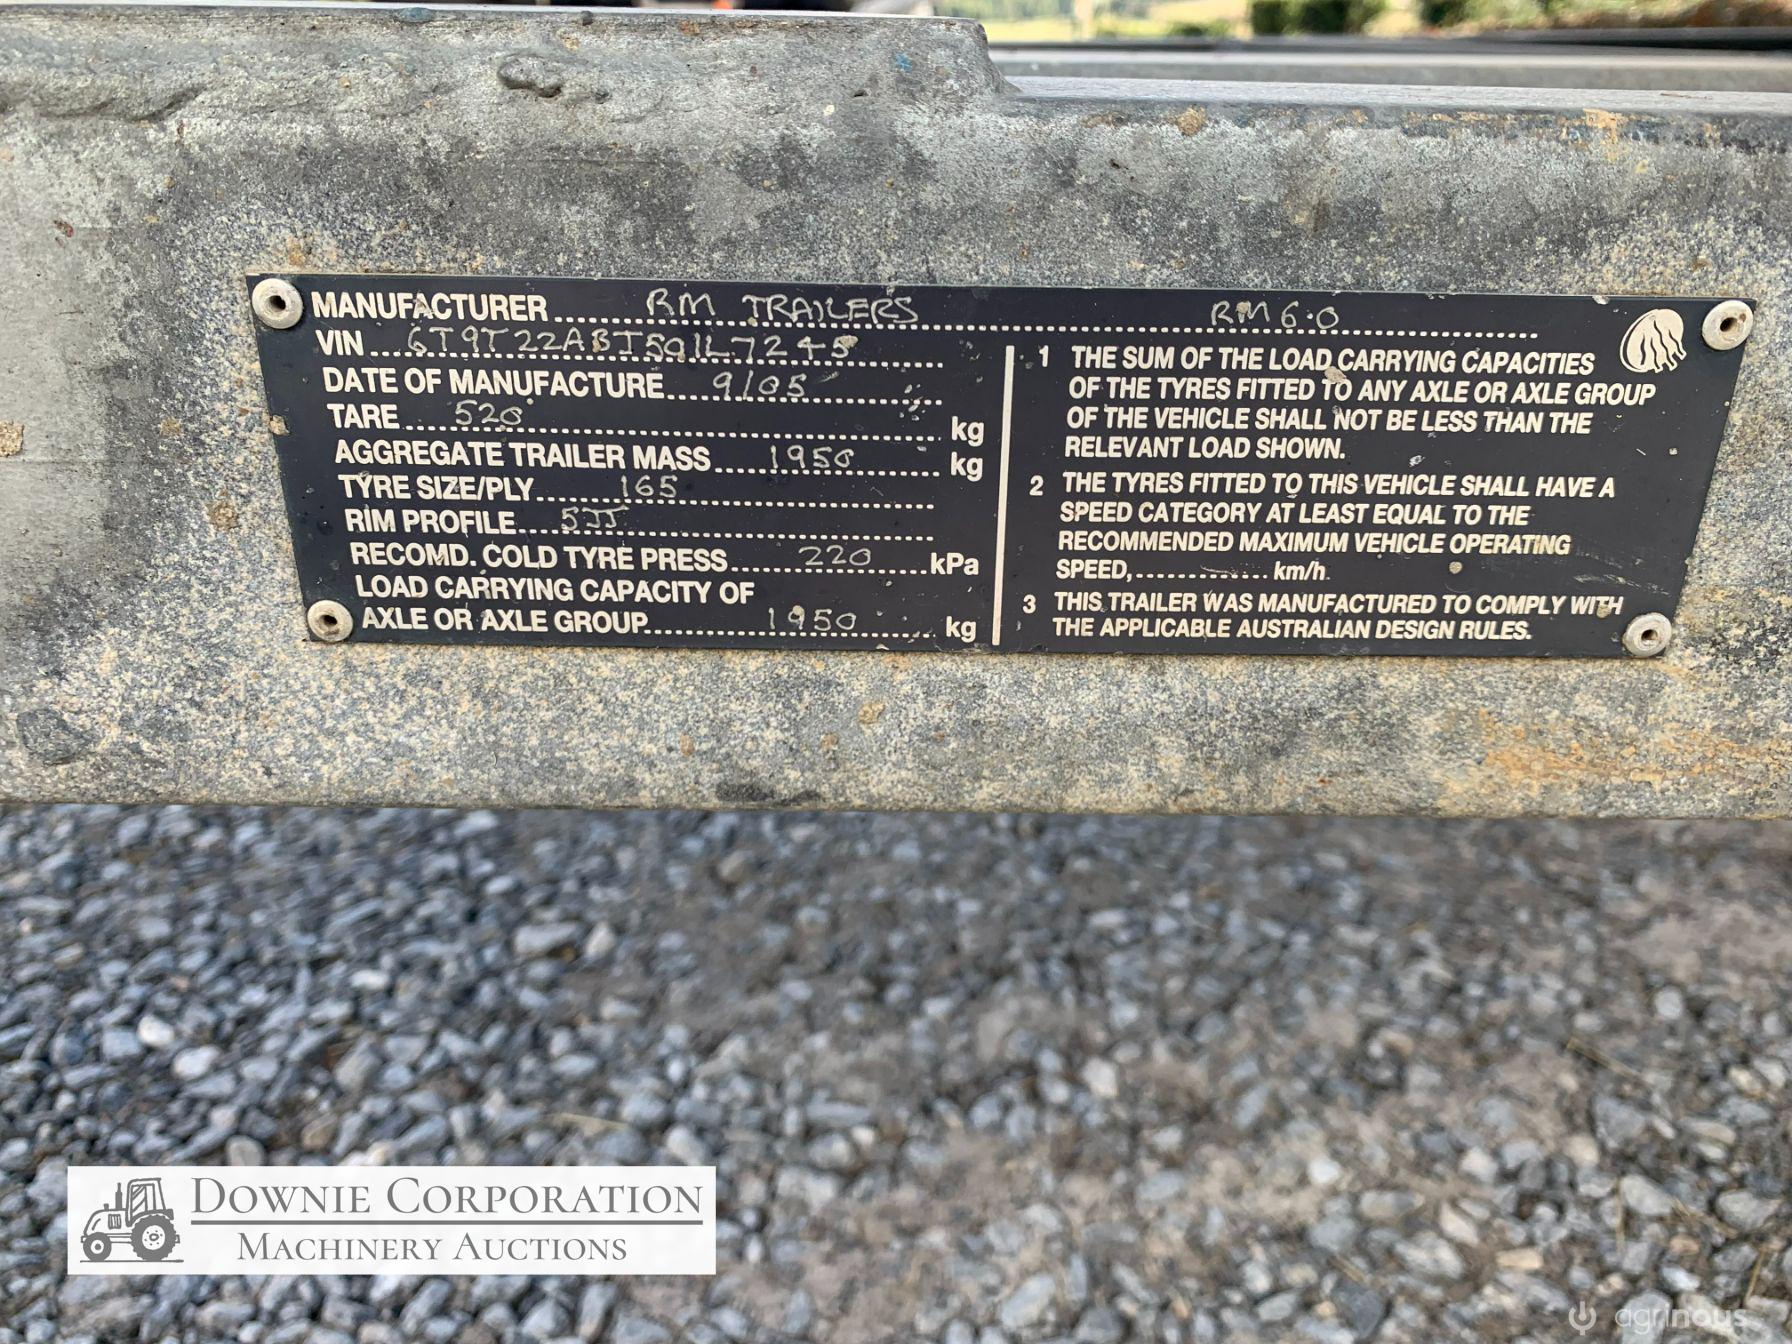 MANUFACTURER RM TRAILERS RM 6.0
VIN 6T9T22ABT501L7245
DATE OF MANUFACTURE 9/05
TARE 520 kg
AGGREGATE TRAILER MASS 1950 kg
TYRE SIZE/PLY 165
RIM PROFILE 5JJ
RECOMD. COLD TYRE PRESS 220 kPa
LOAD CARRYING CAPACITY OF
AXLE OR AXLE GROUP 1950 kg
1 THE SUM OF THE LOAD CARRYING CAPACITIES
OF THE TYRES FITTED TO ANY AXLE OR AXLE GROUP
OF THE VEHICLE SHALL NOT BE LESS THAN THE
RELEVANT LOAD SHOWN.
2 THE TYRES FITTED TO THIS VEHICLE SHALL HAVE A
SPEED CATEGORY AT LEAST EQUAL TO THE
RECOMMENDED MAXIMUM VEHICLE OPERATING
SPEED,............. km/h.
3 THIS TRAILER WAS MANUFACTURED TO COMPLY WITH
THE APPLICABLE AUSTRALIAN DESIGN RULES.
DOWNIE CORPORATION
MACHINERY AUCTIONS
agrinous